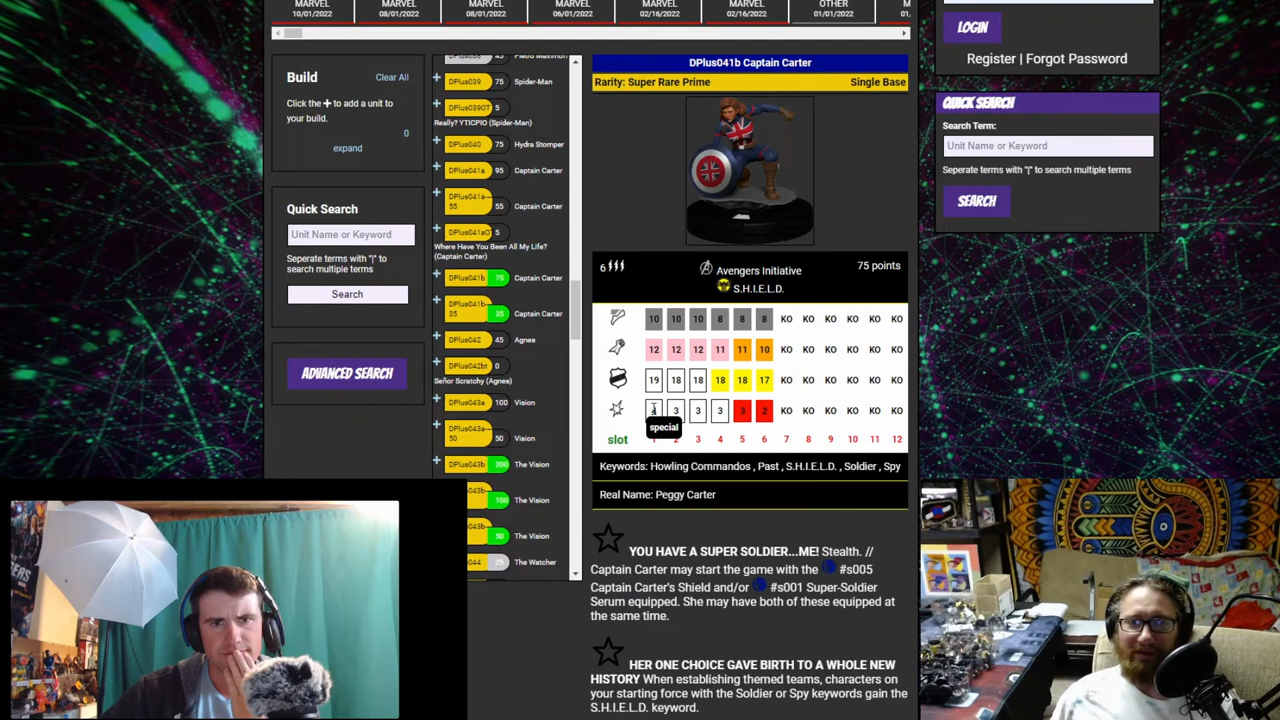 MARVEL MARVEL MARVEL MARVEL MARVEL MARVEL OTHER MARVEL
10/01/2022 08/01/2022 08/01/2022 06/01/2022 02/16/2022 02/16/2022 01/01/2022 01,
Build Clear All
Click the + to add a unit to
your build.
0
expand
Quick Search
Unit Name or Keyword
Seperate terms with "|" to
search multiple terms
Search
ADVANCED SEARCH
DPlus039 75 Spider-Man
DPlus039OT 5
Really? YTICPIO (Spider-Man)
DPlus040 75 Hydra Stomper
DPlus041a 95 Captain Carter
DPlus041a-
55 55 Captain Carter
DPlus041aOT 5
Where Have You Been All My Life?
(Captain Carter)
DPlus041b 75 Captain Carter
DPlus041b-
35 35 Captain Carter
DPlus042 45 Agnes
DPlus042bt 0
Señor Scratchy (Agnes)
DPlus043a 100 Vision
DPlus043a-
50 50 Vision
DPlus043b 200 The Vision
100 The Vision
50 The Vision
25 The Watcher
DPlus041b Captain Carter
Rarity: Super Rare Prime Single Base
6 Avengers Initiative 75 points
S.H.I.E.L.D.
10 10 10 8 8 8 KO KO KO KO KO KO
12 12 12 11 11 10 KO KO KO KO KO KO
19 18 18 18 18 17 KO KO KO KO KO KO
3 3 3 3 2 KO KO KO KO KO KO
special
slot 1 2 3 4 5 6 7 8 9 10 11 12
Keywords: Howling Commandos , Past , S.H.I.E.L.D. , Soldier , Spy
Real Name: Peggy Carter
YOU HAVE A SUPER SOLDIER...ME! Stealth. //
Captain Carter may start the game with the #s005
Captain Carter's Shield and/or #s001 Super-Soldier
Serum equipped. She may have both of these equipped at
the same time.
HER ONE CHOICE GAVE BIRTH TO A WHOLE NEW
HISTORY When establishing themed teams, characters on
your starting force with the Soldier or Spy keywords gain the
S.H.I.E.L.D. keyword.
LOGIN
Register | Forgot Password
QUICK SEARCH
Search Term:
Unit Name or Keyword
Seperate terms with "|" to search multiple terms
SEARCH